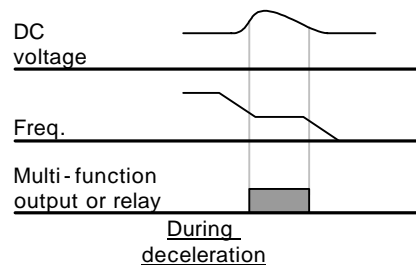 DC
voltage
Freq.
Multi-function
output or relay
During
deceleration